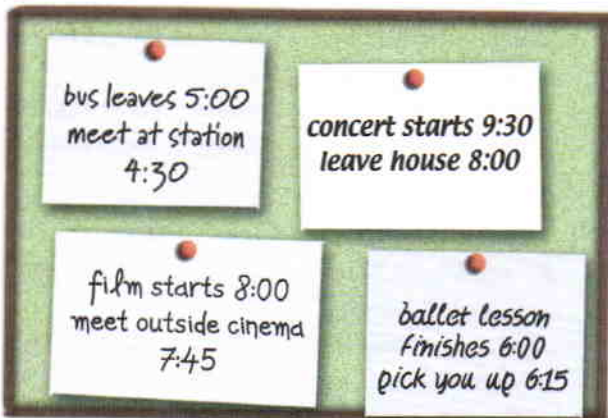 bus leaves 5:00
meet at station
4:30
concert starts 9:30
leave house 8:00
film starts 8:00
meet outside cinema
7:45
ballet lesson
finishes 6:00
pick you up 6:15